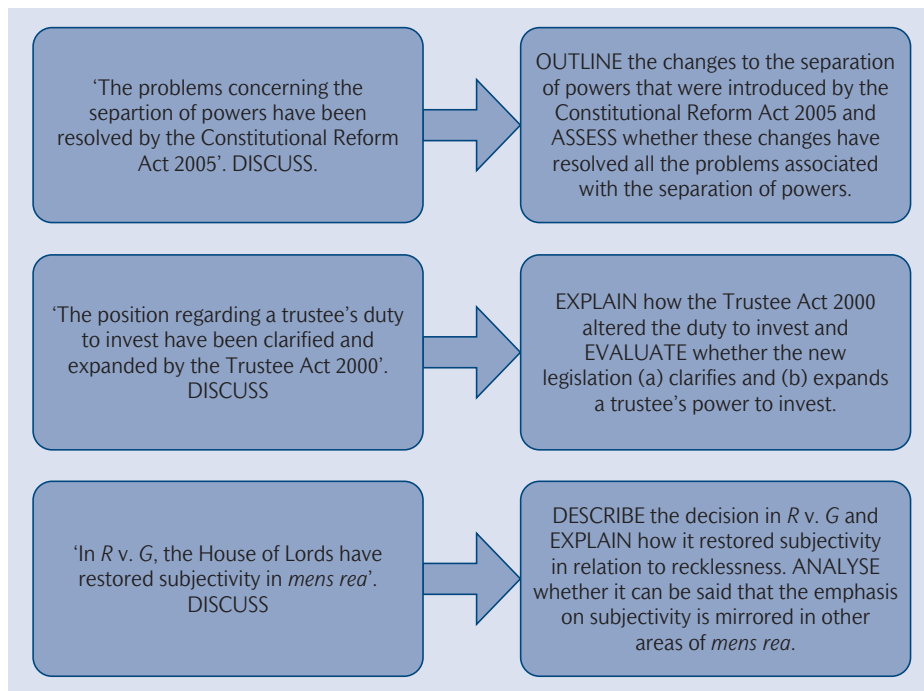 ‘The problems concerning the
separtion of powers have been
resolved by the Constitutional Reform
Act 2005’. DISCUSS.
OUTLINE the changes to the separation
of powers that were introduced by the
Constitutional Reform Act 2005 and
ASSESS whether these changes have
resolved all the problems associated
with the separation of powers.
‘The position regarding a trustee’s duty
to invest have been clarified and
expanded by the Trustee Act 2000’.
DISCUSS
EXPLAIN how the Trustee Act 2000
altered the duty to invest and
EVALUATE whether the new
legislation (a) clarifies and (b) expands
a trustee’s power to invest.
‘In R v. G, the House of Lords have
restored subjectivity in mens rea’.
DISCUSS
DESCRIBE the decision in R v. G and
EXPLAIN how it restored subjectivity
in relation to recklessness. ANALYSE
whether it can be said that the emphasis
on subjectivity is mirrored in other
areas of mens rea.